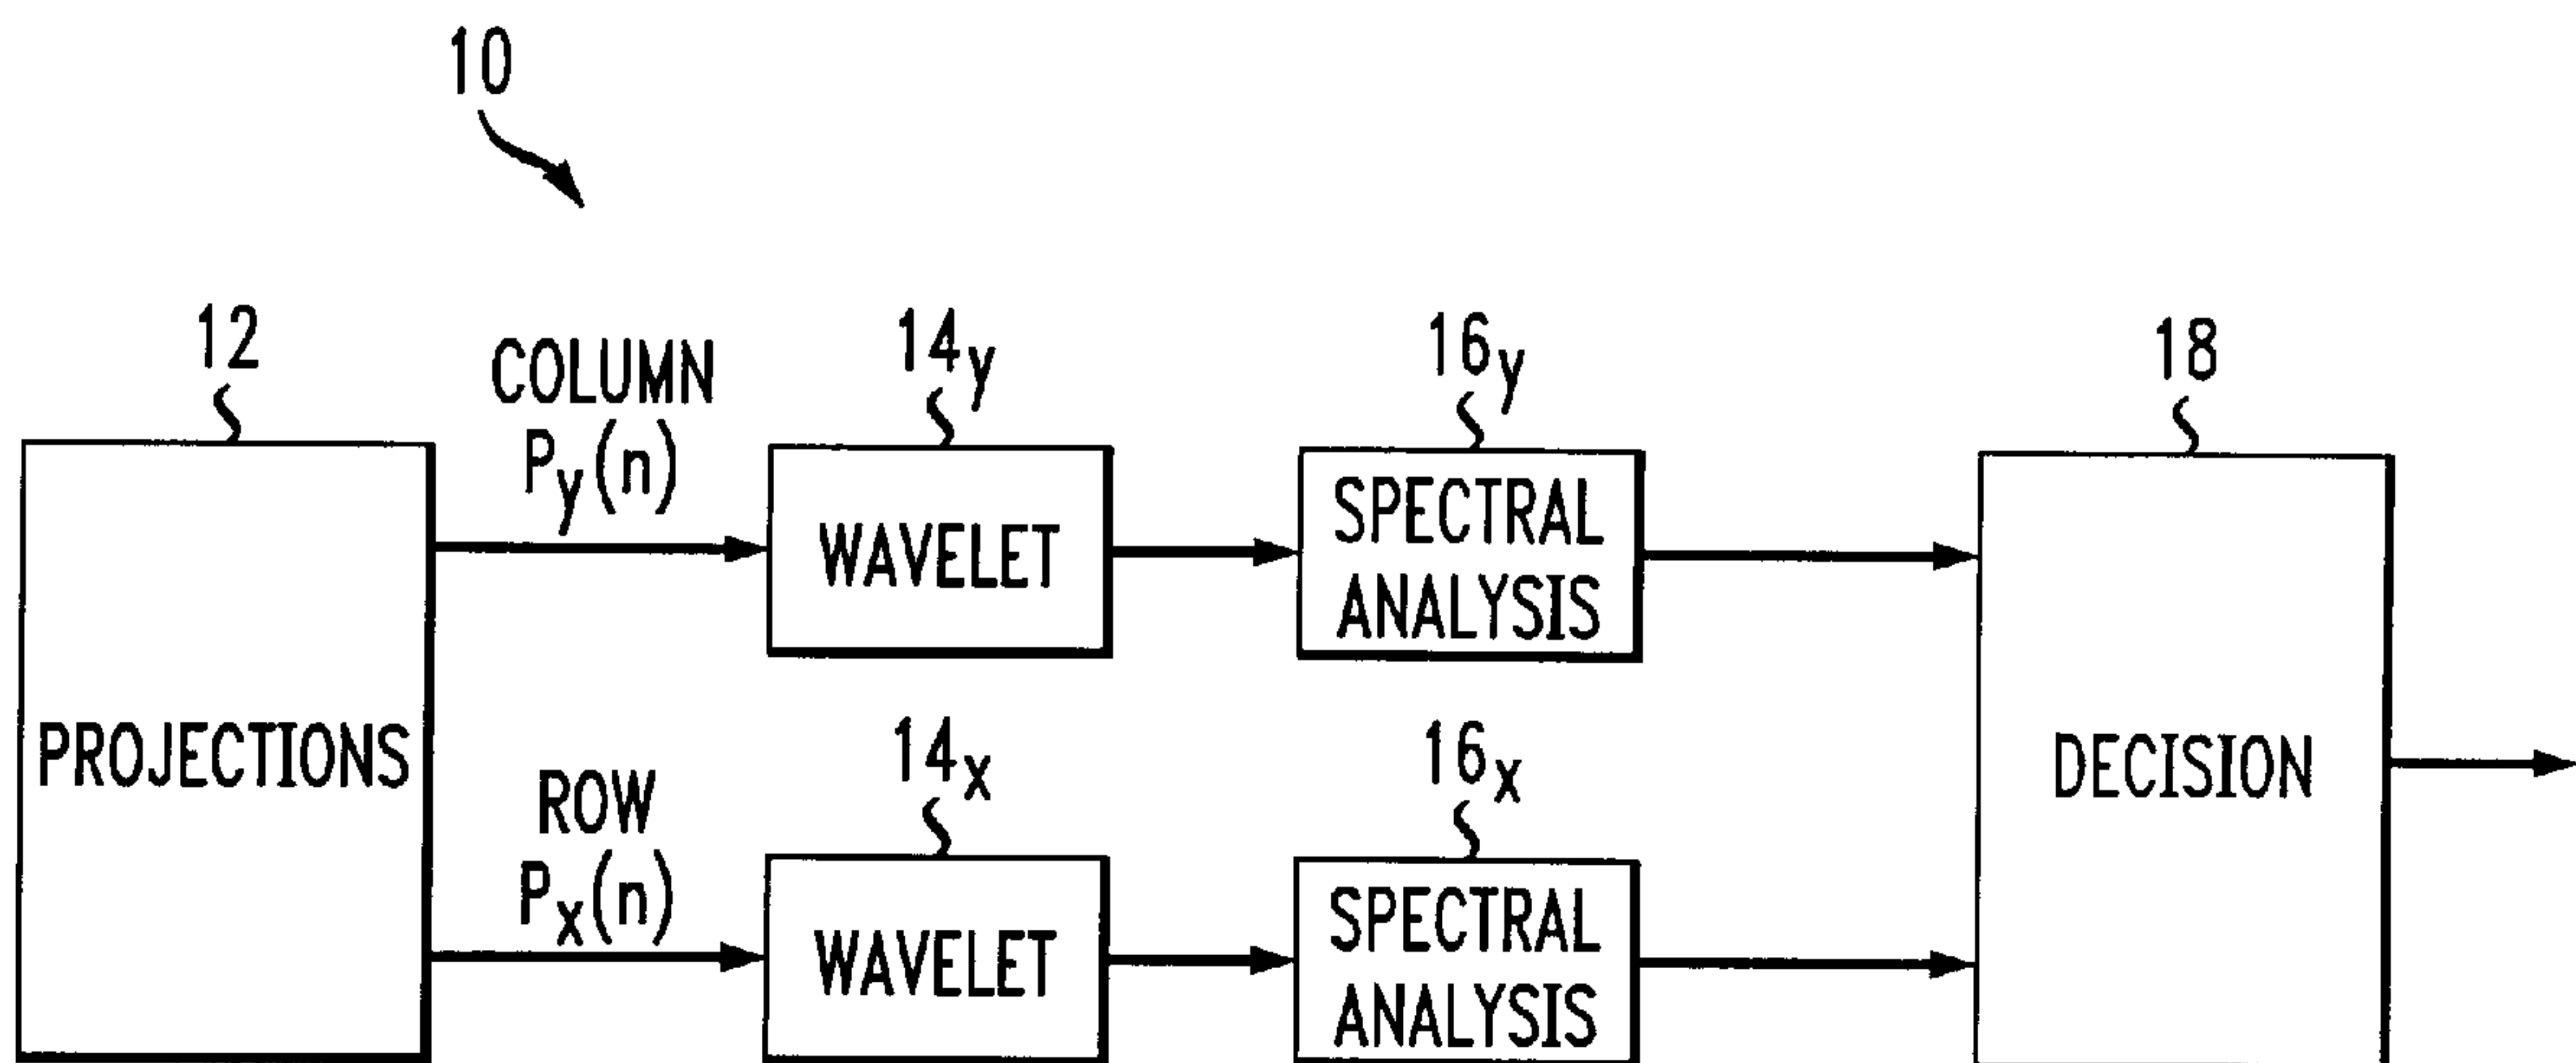 10
12
COLUMN
Py(n)
14y
16y
18
WAVELET
SPECTRAL
ANALYSIS
PROJECTIONS
ROW
Px(n)
14x
16x
WAVELET
SPECTRAL
ANALYSIS
DECISION